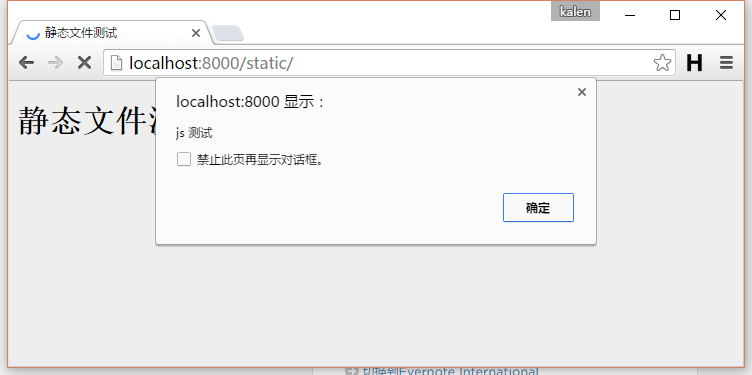 kalen
静态文件测试
localhost:8000/static/
H
localhost:8000 显示：
js 测试
禁止此页再显示对话框。
确定
静态文件
切换到Evernote International